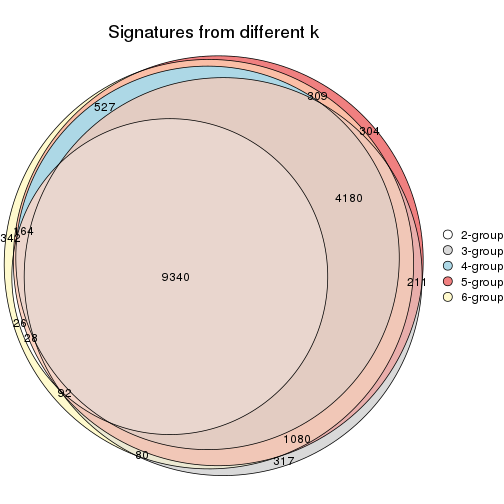 Signatures from different k
527
309
304
4180
164
342
9340
211
26
28
92
1080
80
317
2-group
3-group
4-group
5-group
6-group